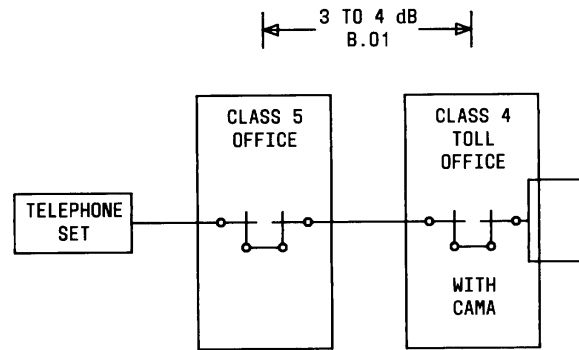 3 TO 4 dB
B.01
CLASS 5
OFFICE
CLASS 4
TOLL
OFFICE
TELEPHONE
SET
WITH
CAMA